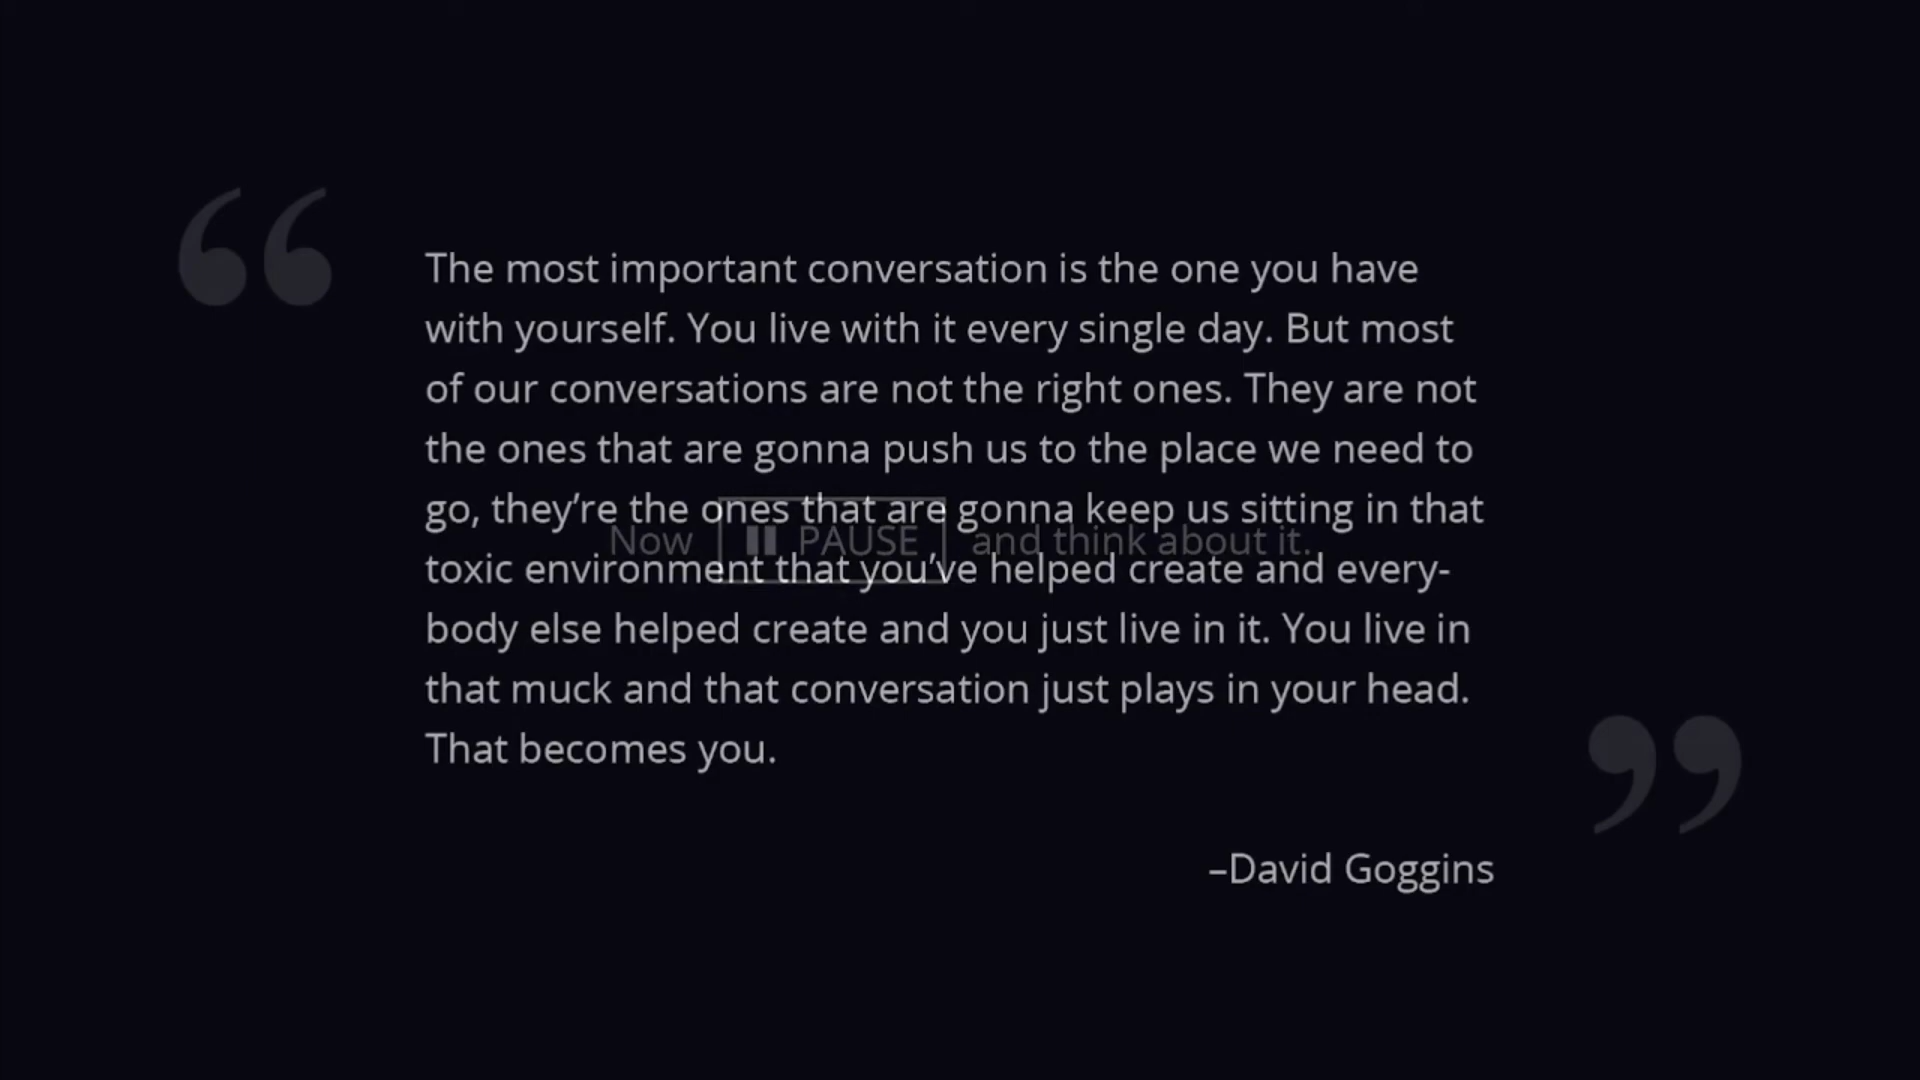 “
The most important conversation is the one you have
with yourself. You live with it every single day. But most
of our conversations are not the right ones. They are not
the ones that are gonna push us to the place we need to
go, they’re the ones that are gonna keep us sitting in that
Now PAUSE and think about it.
toxic environment that you’ve helped create and every-
body else helped create and you just live in it. You live in
that muck and that conversation just plays in your head.
That becomes you.
”
–David Goggins